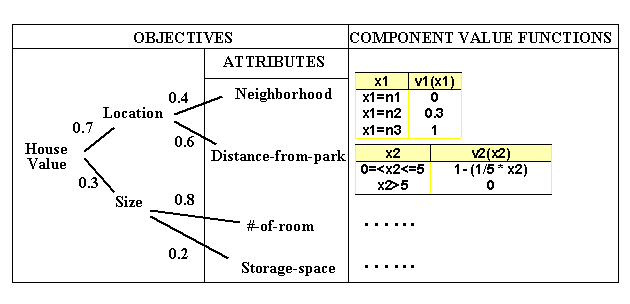 OBJECTIVES
COMPONENT VALUE FUNCTIONS
ATTRIBUTES
House
Value
0.7
0.3
Location
Size
0.4
0.6
0.8
0.2
Neighborhood
Distance-from-park
#-of-room
Storage-space
x1 v1(x1)
x1=n1 0
x1=n2 0.3
x1=n3 1
x2 v2(x2)
0=<x2<=5 1-(1/5 * x2)
x2>5 0
......
......